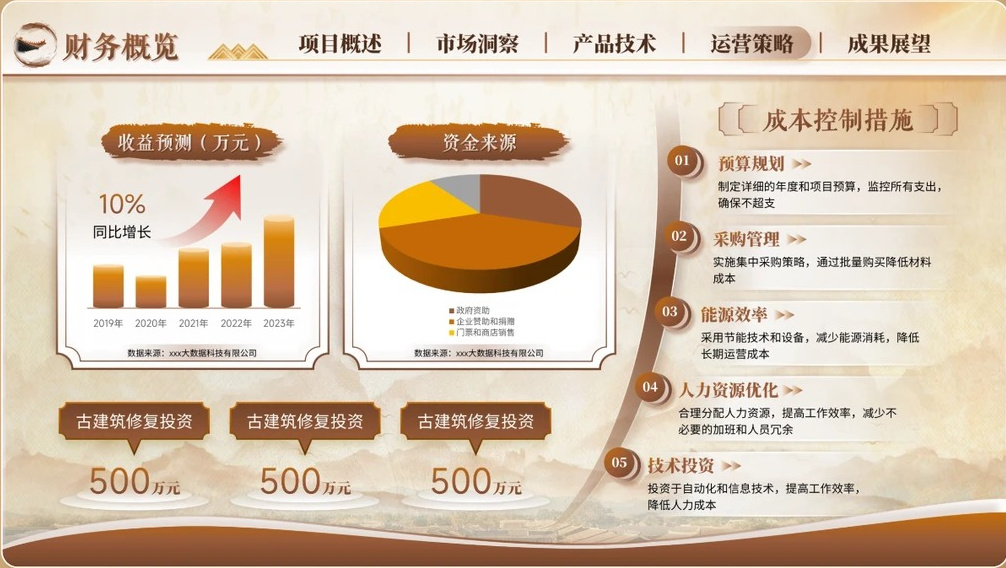 财务概览
项目概述
市场洞察
产品技术
运营策略
成果展望
收益预测（万元）
10%
同比增长
2019年
2020年
2021年
2022年
2023年
数据来源：xxx大数据科技有限公司
资金来源
政府资助
企业赞助和捐赠
门票和商店销售
数据来源：xxx大数据科技有限公司
古建筑修复投资
500万元
古建筑修复投资
500万元
古建筑修复投资
500万元
成本控制措施
01
预算规划
制定详细的年度和项目预算，监控所有支出，
确保不超支
02
采购管理
实施集中采购策略，通过批量购买降低材料
成本
03
能源效率
采用节能技术和设备，减少能源消耗，降低
长期运营成本
04
人力资源优化
合理分配人力资源，提高工作效率，减少不
必要的加班和人员冗余
05
技术投资
投资于自动化和信息技术，提高工作效率，
降低人力成本